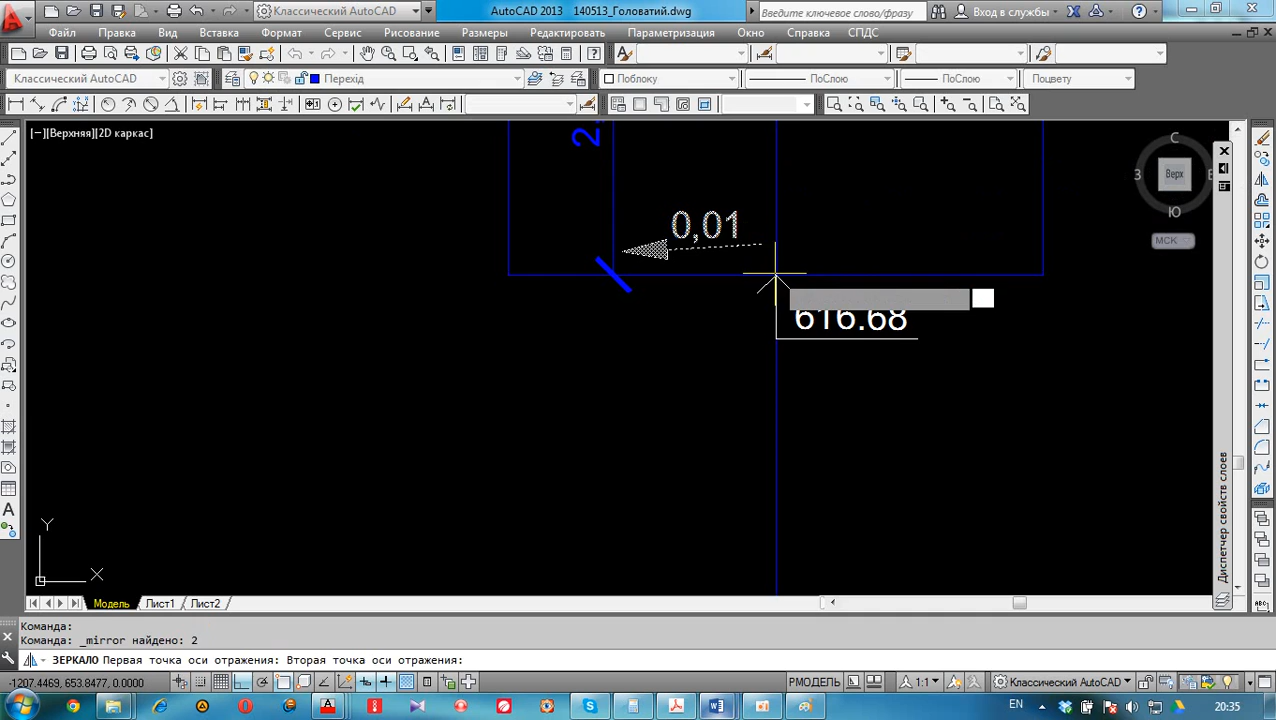 Классический AutoCAD
AutoCAD 2013 140513_Головатий.dwg
Введите ключевое слово/фразу
Вход в службы
Файл Правка Вид Вставка Формат Сервис Рисование Размеры Редактировать Параметризация Окно Справка СПДС
Классический AutoCAD
Перехід
Поблоку
ПоСлою
ПоСлою
Поцвету
[−][Верхняя][2D каркас]
С
З
Верх
Ю
МСК
2
0,01
616.68
Диспетчер свойств слоев
Y
X
Модель Лист1 Лист2
Команда:
Команда: _mirror найдено: 2
ЗЕРКАЛО Первая точка оси отражения: Вторая точка оси отражения:
-1207.4469, 653.8477, 0.0000
РМОДЕЛЬ
1:1
Классический AutoCAD
EN
20:35